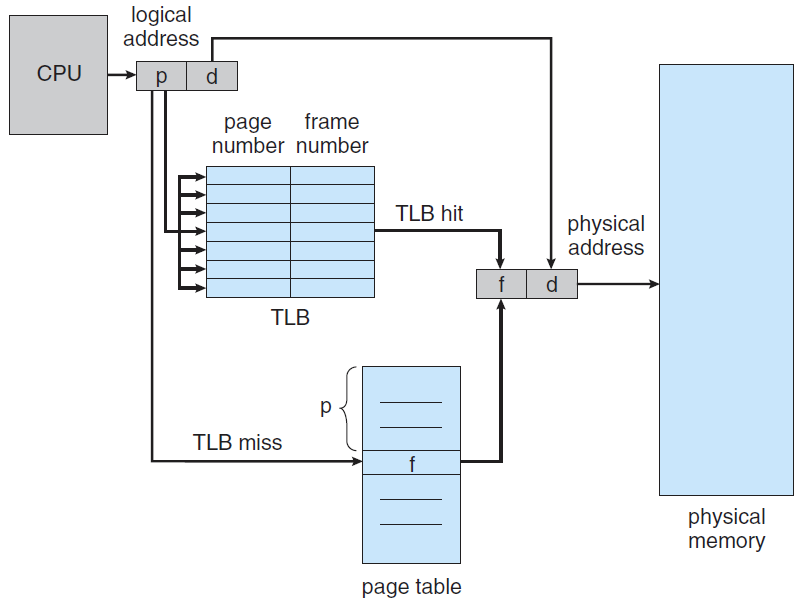 logical
address
CPU
p
d
page
number
frame
number
TLB hit
physical
address
f
d
TLB
p
TLB miss
f
physical
memory
page table